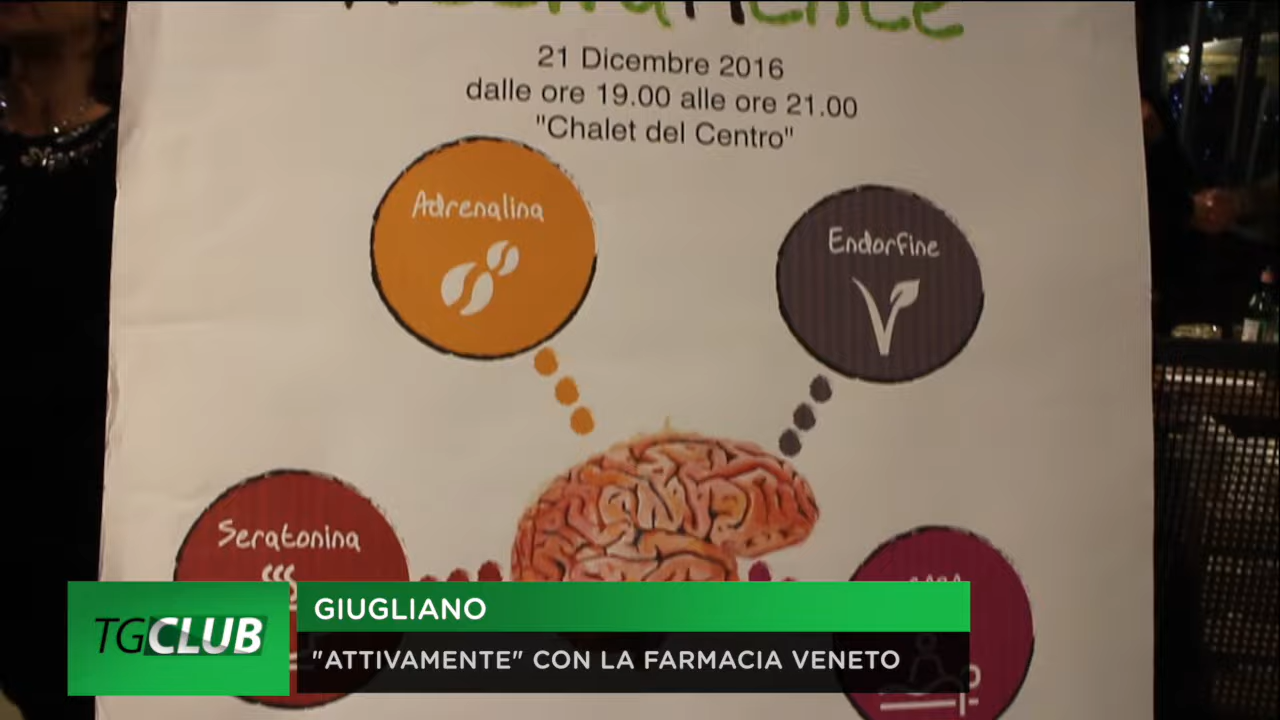 21 Dicembre 2016
dalle ore 19.00 alle ore 21.00
"Chalet del Centro"
Adrenalina
Endorfine
Seratonina
TGCLUB
GIUGLIANO
"ATTIVAMENTE" CON LA FARMACIA VENETO